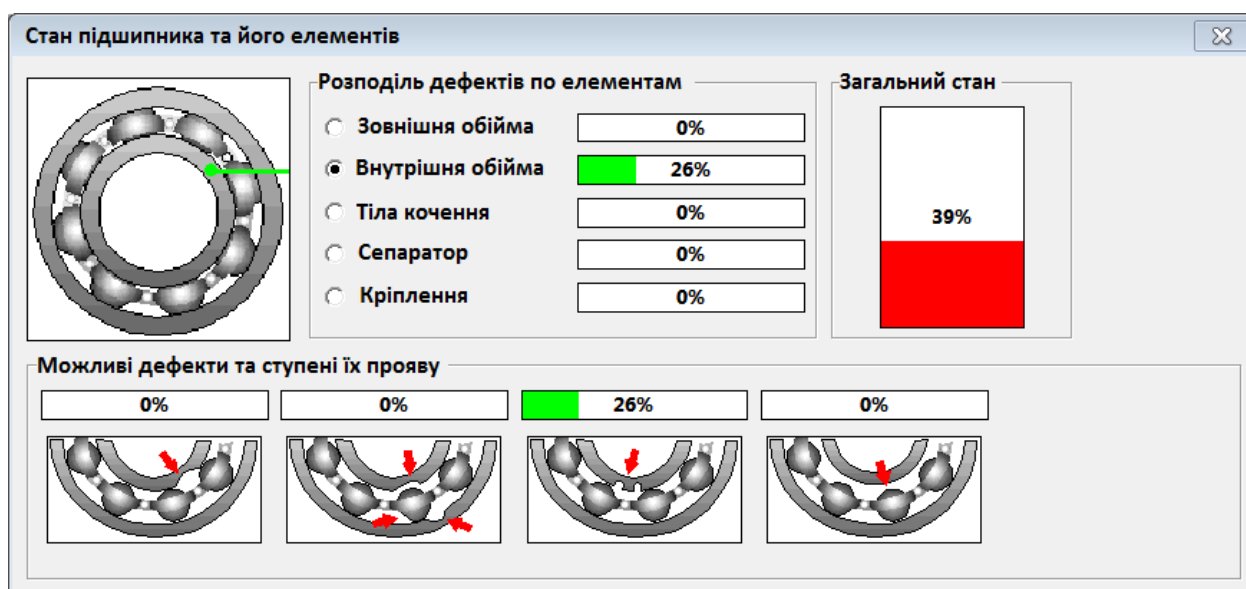 Стан підшипника та його елементів
Розподіль дефектів по елементам
Зовнішня обійма 0%
Внутрішня обійма 26%
Тіла кочення 0%
Сепаратор 0%
Кріплення 0%
Загальний стан
39%
Можливі дефекти та ступені їх прояву
0% 0% 26% 0%